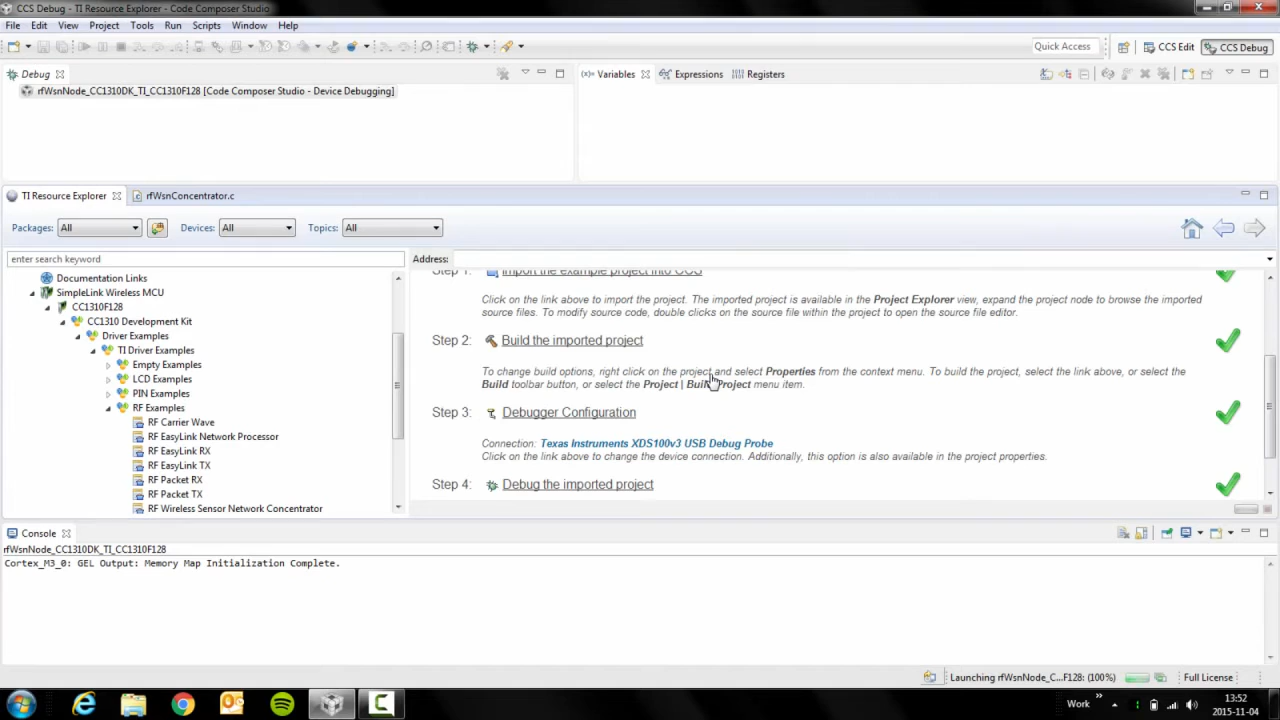 CCS Debug - TI Resource Explorer - Code Composer Studio
File Edit View Project Tools Run Scripts Window Help
Quick Access CCS Edit CCS Debug
Debug
(x)= Variables Expressions Registers
rfWsnNode_CC1310DK_TI_CC1310F128 [Code Composer Studio - Device Debugging]
TI Resource Explorer rfWsnConcentrator.c
Packages: All Devices: All Topics: All
enter search keyword
Address:
Documentation Links
SimpleLink Wireless MCU
CC1310F128
CC1310 Development Kit
Driver Examples
TI Driver Examples
Empty Examples
LCD Examples
PIN Examples
RF Examples
RF Carrier Wave
RF EasyLink Network Processor
RF EasyLink RX
RF EasyLink TX
RF Packet RX
RF Packet TX
RF Wireless Sensor Network Concentrator
Step 1: Import the example project into CCS
Click on the link above to import the project. The imported project is available in the Project Explorer view, expand the project node to browse the imported
source files. To modify source code, double clicks on the source file within the project to open the source file editor.
Step 2: Build the imported project
To change build options, right click on the project and select Properties from the context menu. To build the project, select the link above, or select the
Build toolbar button, or select the Project | Build Project menu item.
Step 3: Debugger Configuration
Connection: Texas Instruments XDS100v3 USB Debug Probe
Click on the link above to change the device connection. Additionally, this option is also available in the project properties.
Step 4: Debug the imported project
Console
rfWsnNode_CC1310DK_TI_CC1310F128
Cortex_M3_0: GEL Output: Memory Map Initialization Complete.
Launching rfWsnNode_C...F128: (100%) Full License
Work
13:52
2015-11-04